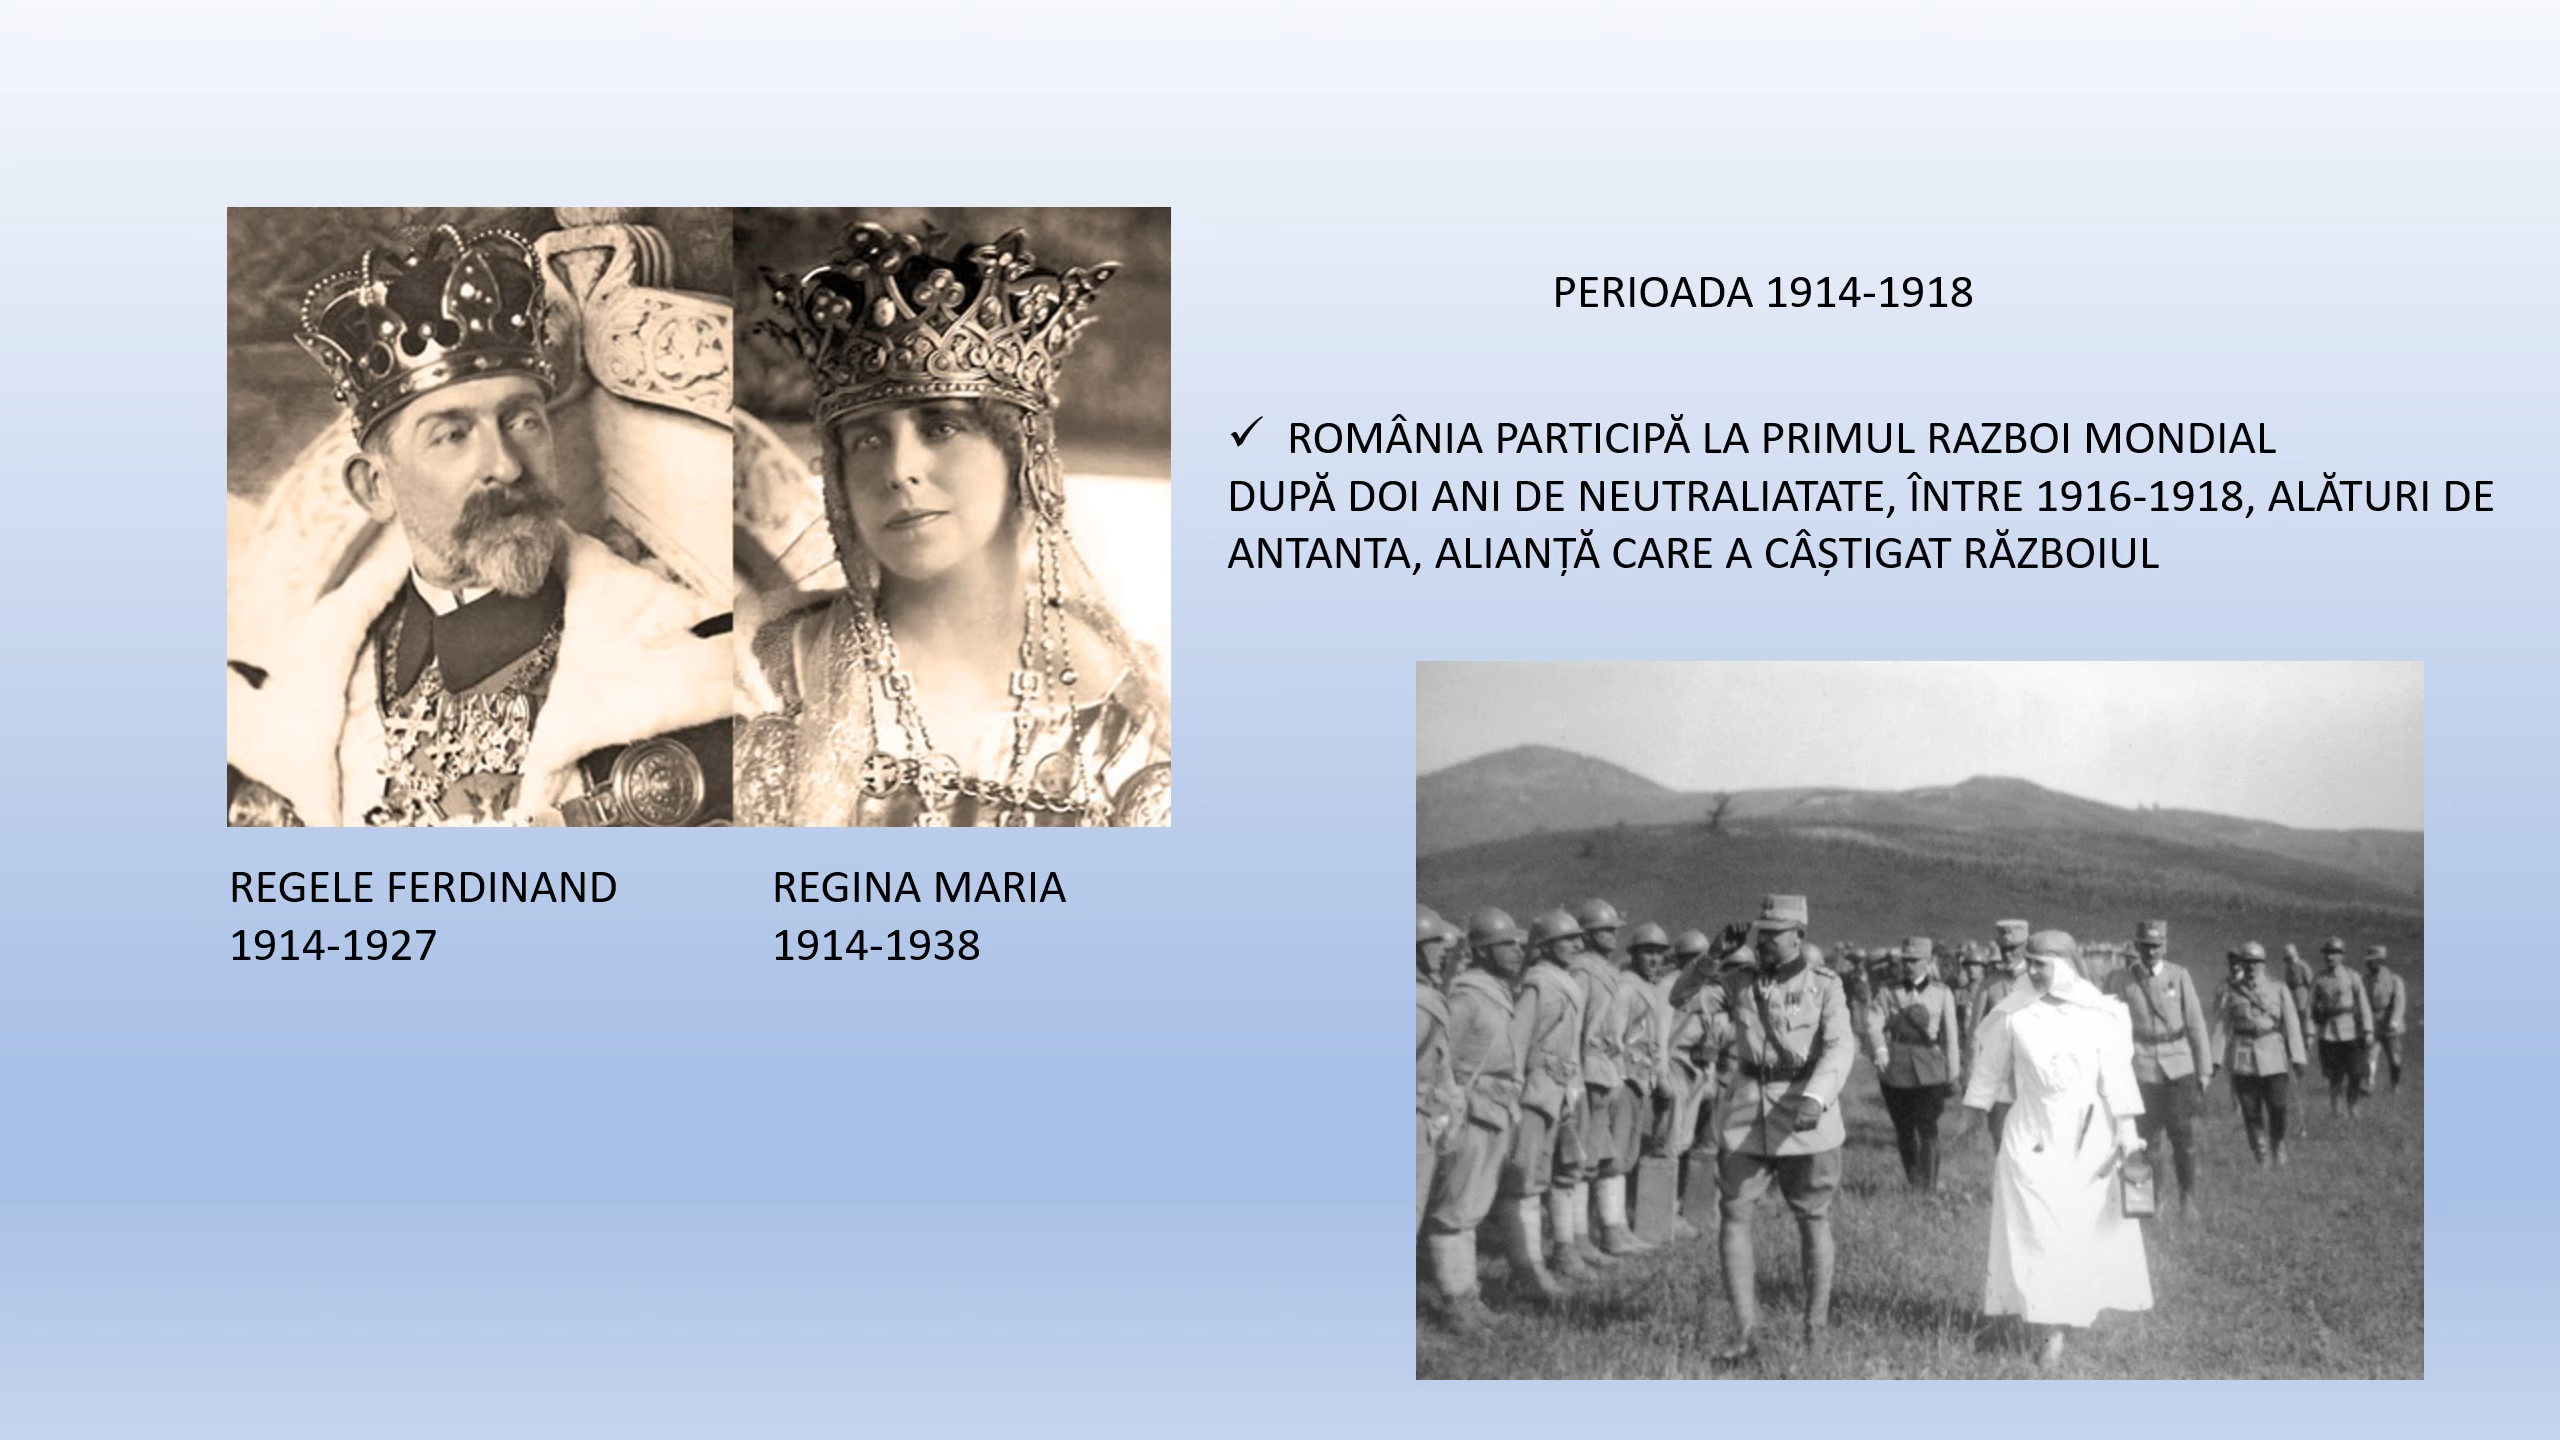 PERIOADA 1914-1918
✓ ROMÂNIA PARTICIPĂ LA PRIMUL RAZBOI MONDIAL
DUPĂ DOI ANI DE NEUTRALIATATE, ÎNTRE 1916-1918, ALĂTURI DE
ANTANTA, ALIANȚĂ CARE A CÂȘTIGAT RĂZBOIUL
REGELE FERDINAND
1914-1927
REGINA MARIA
1914-1938